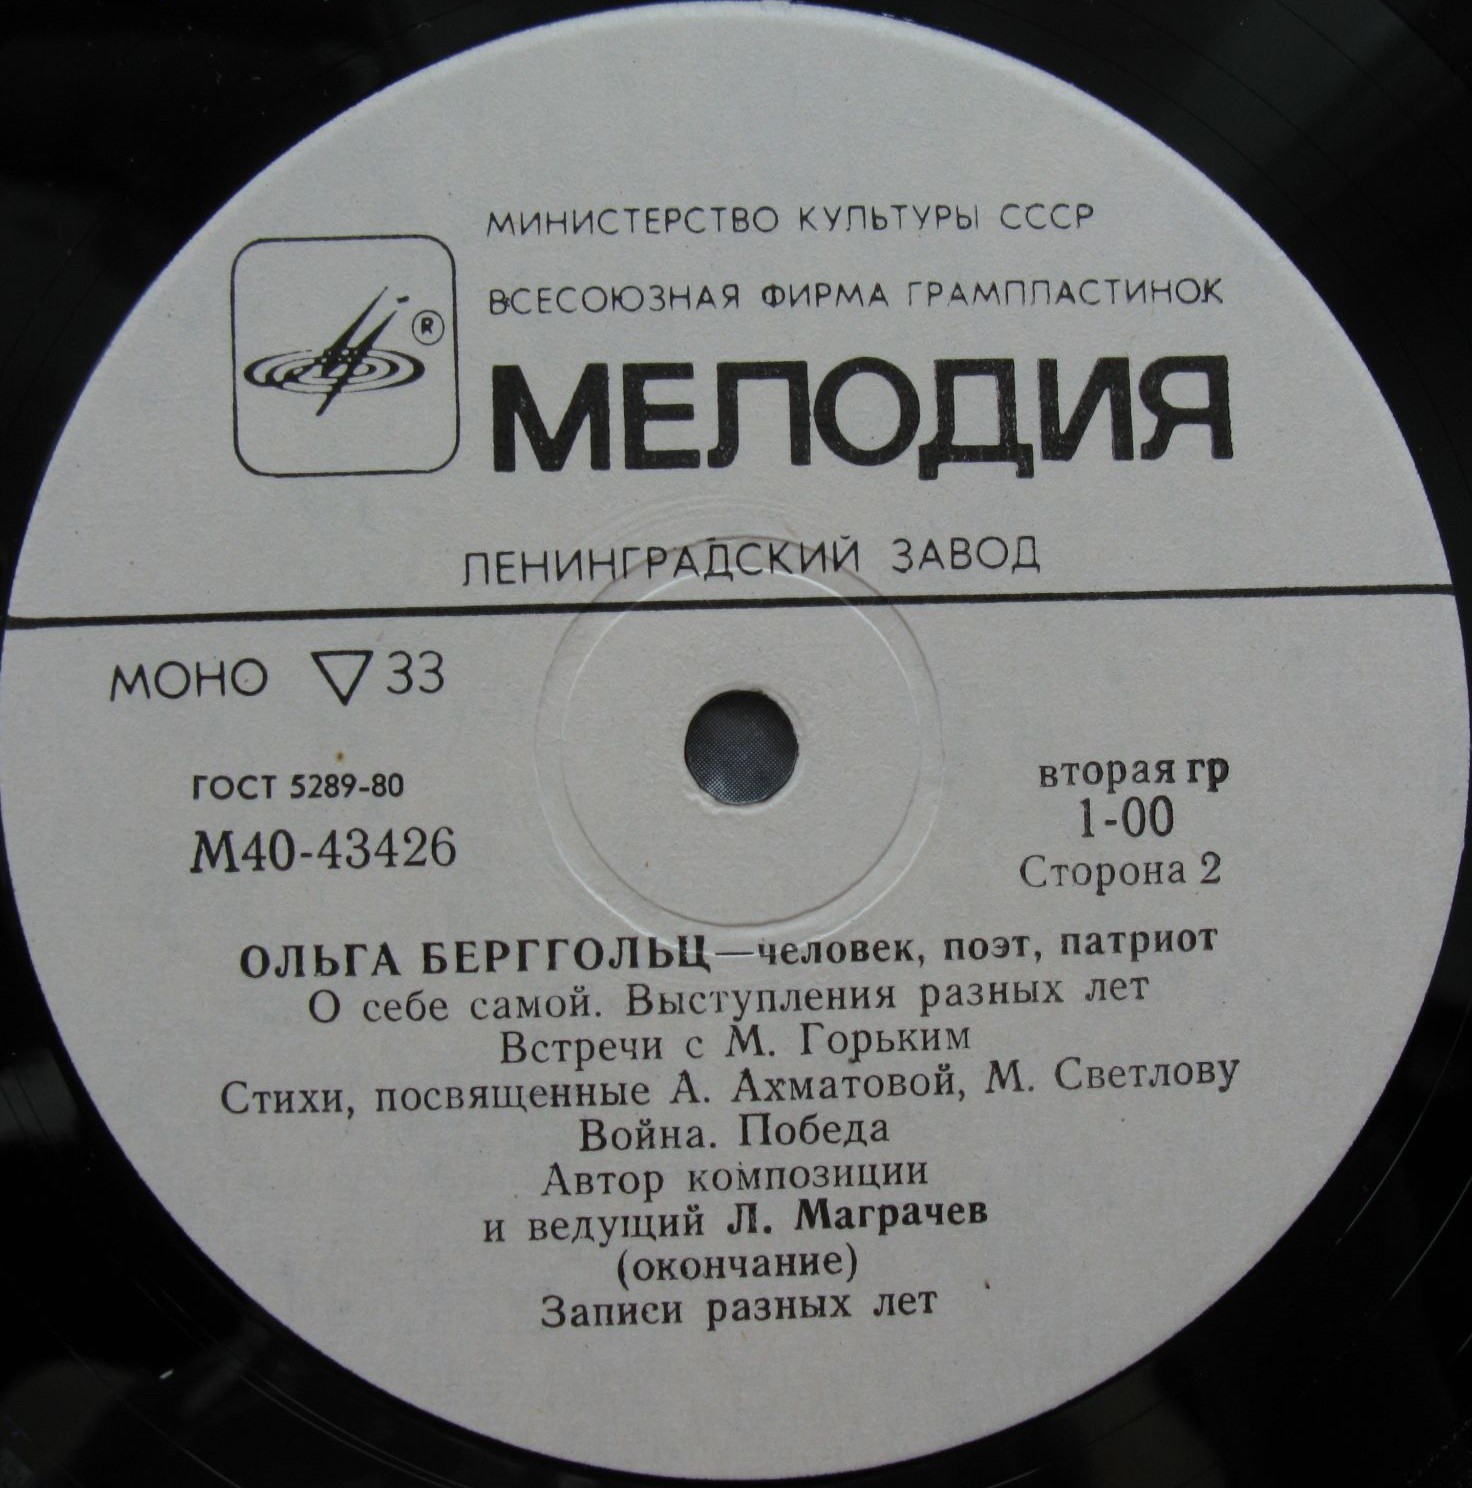 МИНИСТЕРСТВО КУЛЬТУРЫ СССР
ВСЕСОЮЗНАЯ ФИРМА ГРАМПЛАСТИНОК
®
МЕЛОДИЯ
ЛЕНИНГРАДСКИЙ ЗАВОД
МОНО ▽ 33
ГОСТ 5289-80
М40-43426
вторая гр
1-00
Сторона 2
ОЛЬГА БЕРГГОЛЬЦ—человек, поэт, патриот
О себе самой. Выступления разных лет
Встречи с М. Горьким
Стихи, посвященные А. Ахматовой, М. Светлову
Война. Победа
Автор композиции
и ведущий Л. Маграчев
(окончание)
Записи разных лет